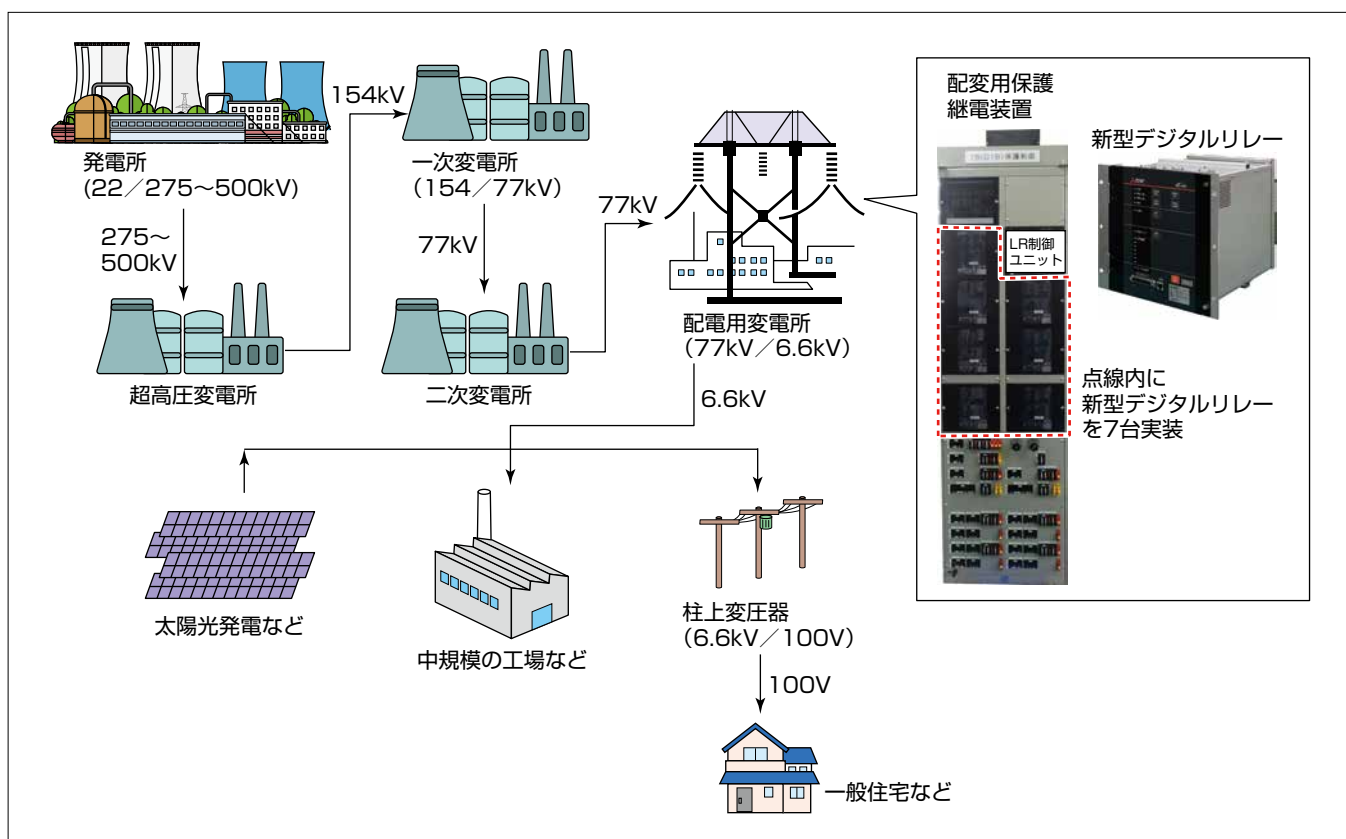 発電所
(22／275〜500kV)
154kV
一次変電所
(154／77kV)
275〜
500kV
77kV
超高圧変電所
二次変電所
77kV
配電用変電所
(77kV／6.6kV)
6.6kV
太陽光発電など
中規模の工場など
柱上変圧器
(6.6kV／100V)
100V
一般住宅など
配変用保護
継電装置
新型デジタルリレー
LR制御
ユニット
点線内に
新型デジタルリレー
を7台実装